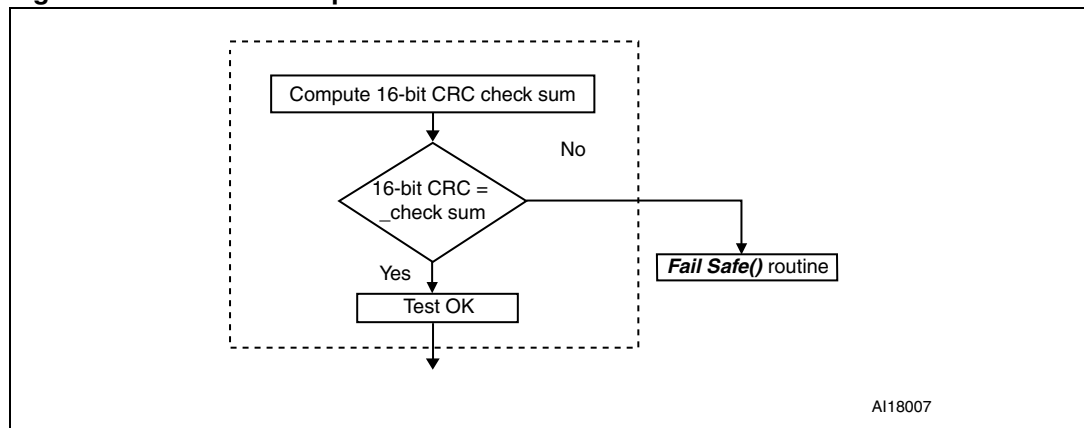 Compute 16-bit CRC check sum
No
16-bit CRC =
_check sum
Fail Safe() routine
Yes
Test OK
AI18007